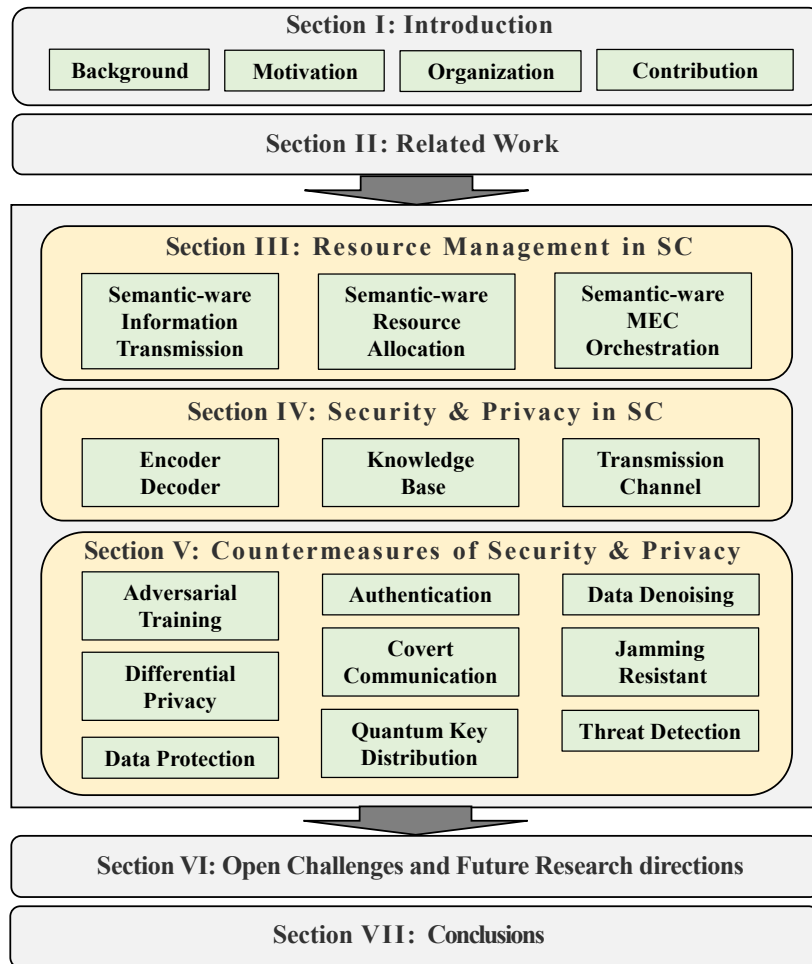 Section I: Introduction
Background
Motivation
Organization
Contribution
Section II: Related Work
Section III: Resource Management in SC
Semantic-ware
Information
Transmission
Semantic-ware
Resource
Allocation
Semantic-ware
MEC
Orchestration
Section IV: Security & Privacy in SC
Encoder
Decoder
Knowledge
Base
Transmission
Channel
Section V: Countermeasures of Security & Privacy
Adversarial
Training
Authentication
Data Denoising
Differential
Privacy
Covert
Communication
Jamming
Resistant
Data Protection
Quantum Key
Distribution
Threat Detection
Section VI: Open Challenges and Future Research directions
Section VII: Conclusions